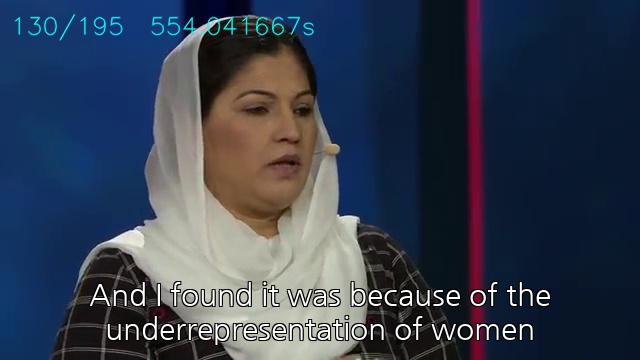 130/195 554.041667s
And I found it was because of the
underrepresentation of women